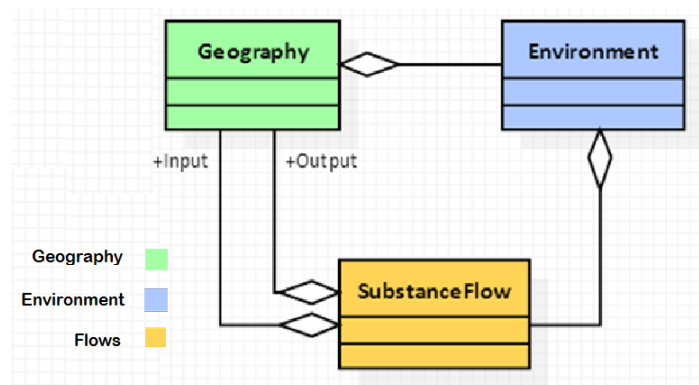 Geography
Environment
+Input
+Output
Geography
Environment
Flows
SubstanceFlow